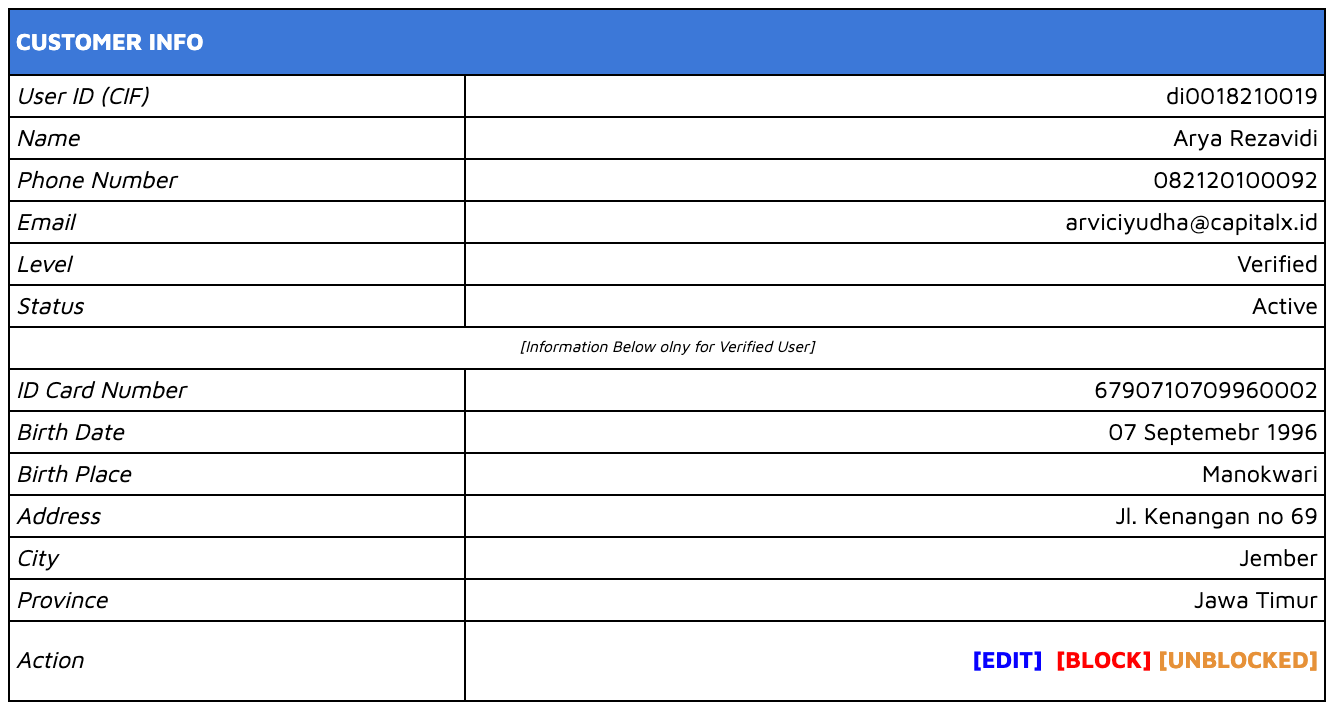 CUSTOMER INFO
User ID (CIF) di0018210019
Name Arya Rezavidi
Phone Number 082120100092
Email arviciyudha@capitalx.id
Level Verified
Status Active
[Information Below olny for Verified User]
ID Card Number 6790710709960002
Birth Date 07 Septemebr 1996
Birth Place Manokwari
Address Jl. Kenangan no 69
City Jember
Province Jawa Timur
Action [EDIT] [BLOCK] [UNBLOCKED]